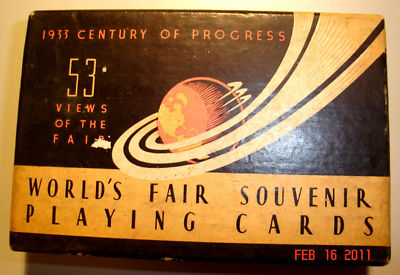 1933 CENTURY OF PROGRESS
53
VIEWS
OF THE
FAIR
WORLD'S FAIR SOUVENIR
PLAYING CARDS
FEB 16 2011